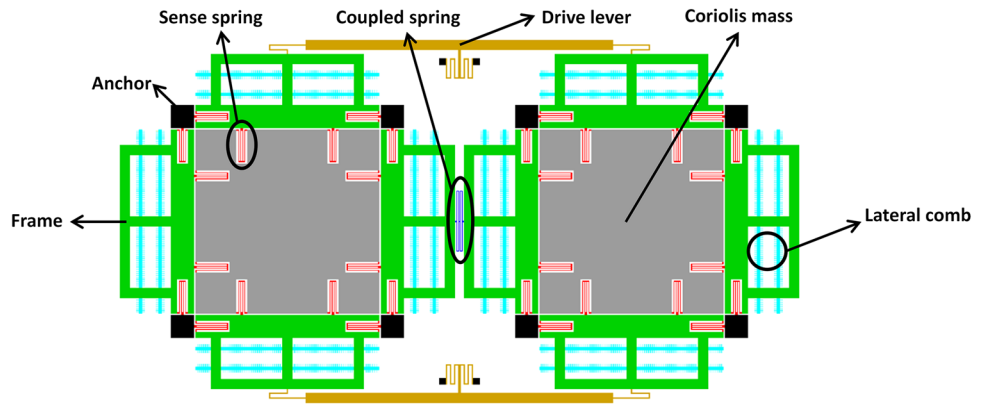 Sense spring
Coupled spring
Drive lever
Coriolis mass
Anchor
Frame
Lateral comb